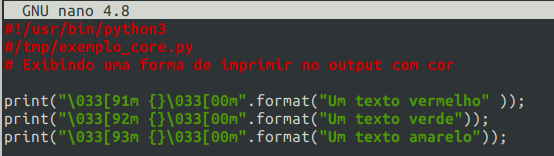 GNU nano 4.8
#!/usr/bin/python3
#/tmp/exemplo_core.py
# Exibindo uma forma de imprimir no output com cor
print("\033[91m {}\033[00m".format("Um texto vermelho" ));
print("\033[92m {}\033[00m".format("Um texto verde"));
print("\033[93m {}\033[00m".format("Um texto amarelo"));